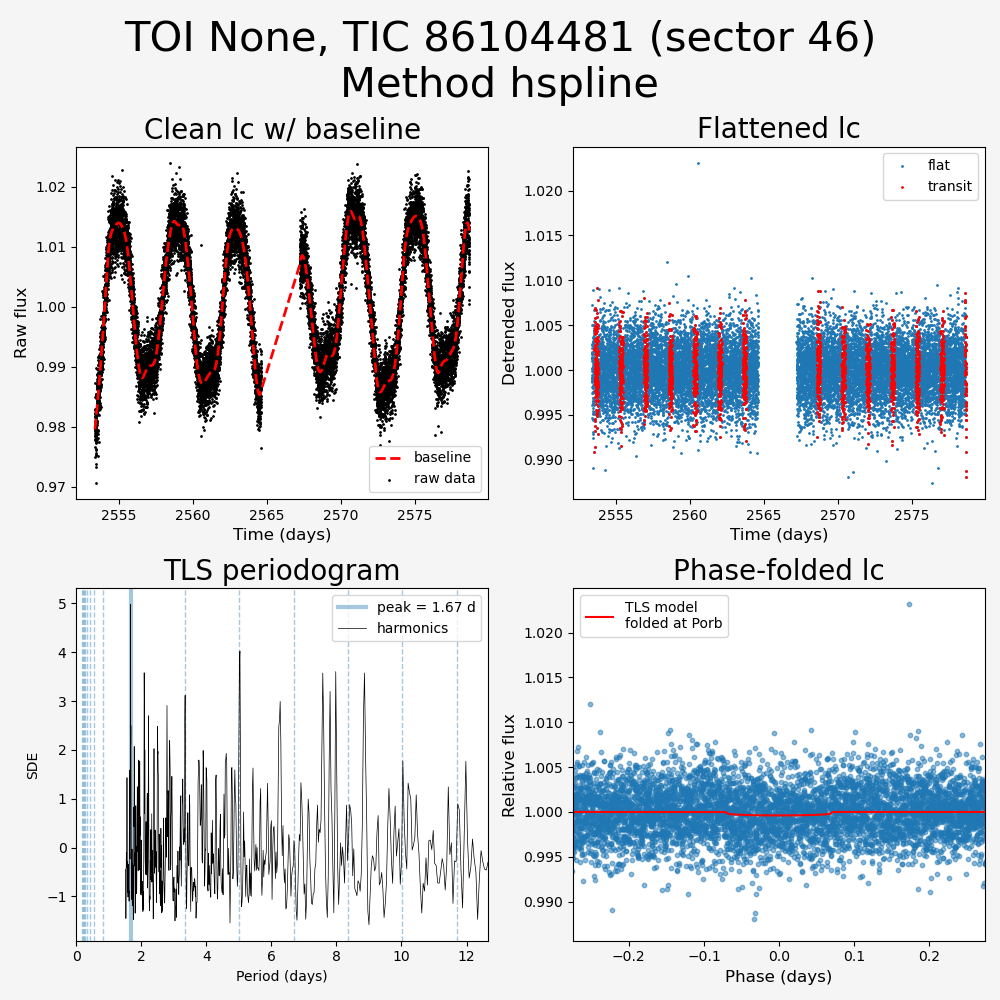 TOI None, TIC 86104481 (sector 46)
Method hspline
Clean lc w/ baseline
Raw flux
1.02
1.01
1.00
0.99
0.98
0.97
baseline
raw data
2555 2560 2565 2570 2575
Time (days)
Flattened lc
Detrended flux
1.020
1.015
1.010
1.005
1.000
0.995
0.990
flat
transit
2555 2560 2565 2570 2575
Time (days)
TLS periodogram
SDE
5
4
3
2
1
0
−1
peak = 1.67 d
harmonics
0 2 4 6 8 10 12
Period (days)
Phase-folded lc
Relative flux
1.020
1.015
1.010
1.005
1.000
0.995
0.990
TLS model
folded at Porb
−0.2 −0.1 0.0 0.1 0.2
Phase (days)